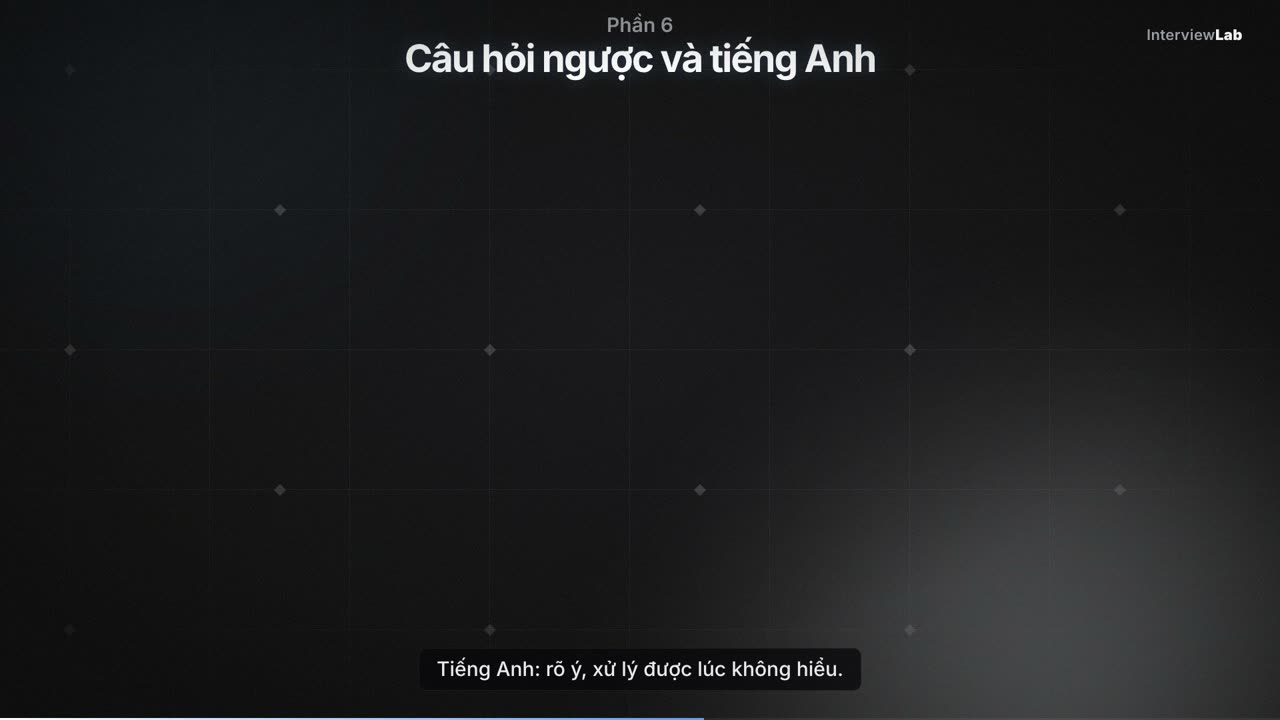 Phần 6
Câu hỏi ngược và tiếng Anh
InterviewLab
Tiếng Anh: rõ ý, xử lý được lúc không hiểu.